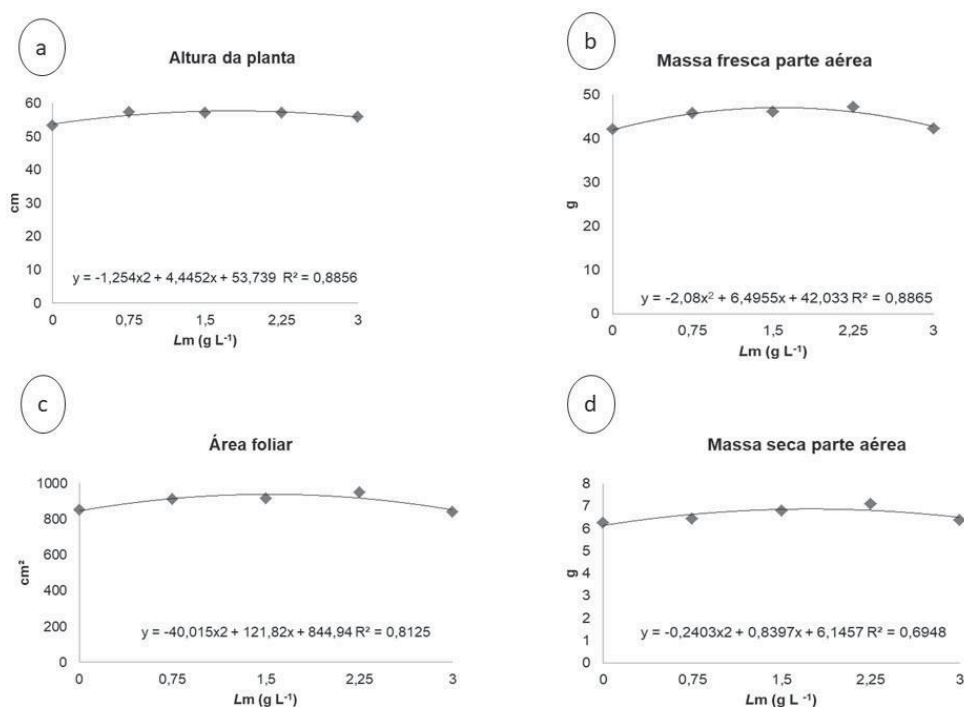 a
Altura da planta
60
50
40
30
20
10
0
cm
y = -1,254x2 + 4,4452x + 53,739 R² = 0,8856
0 0,75 1,5 2,25 3
Lm (g L⁻¹)
b
Massa fresca parte aérea
50
40
30
20
10
0
g
y = -2,08x² + 6,4955x + 42,033 R² = 0,8865
0 0,75 1,5 2,25 3
Lm (g L⁻¹)
c
Área foliar
1000
800
600
400
200
0
cm²
y = -40,015x2 + 121,82x + 844,94 R² = 0,8125
0 0,75 1,5 2,25 3
Lm (g L⁻¹)
d
Massa seca parte aérea
8
7
6
5
4
3
2
1
0
g
y = -0,2403x2 + 0,8397x + 6,1457 R² = 0,6948
0 0,75 1,5 2,25 3
Lm (g L⁻¹)